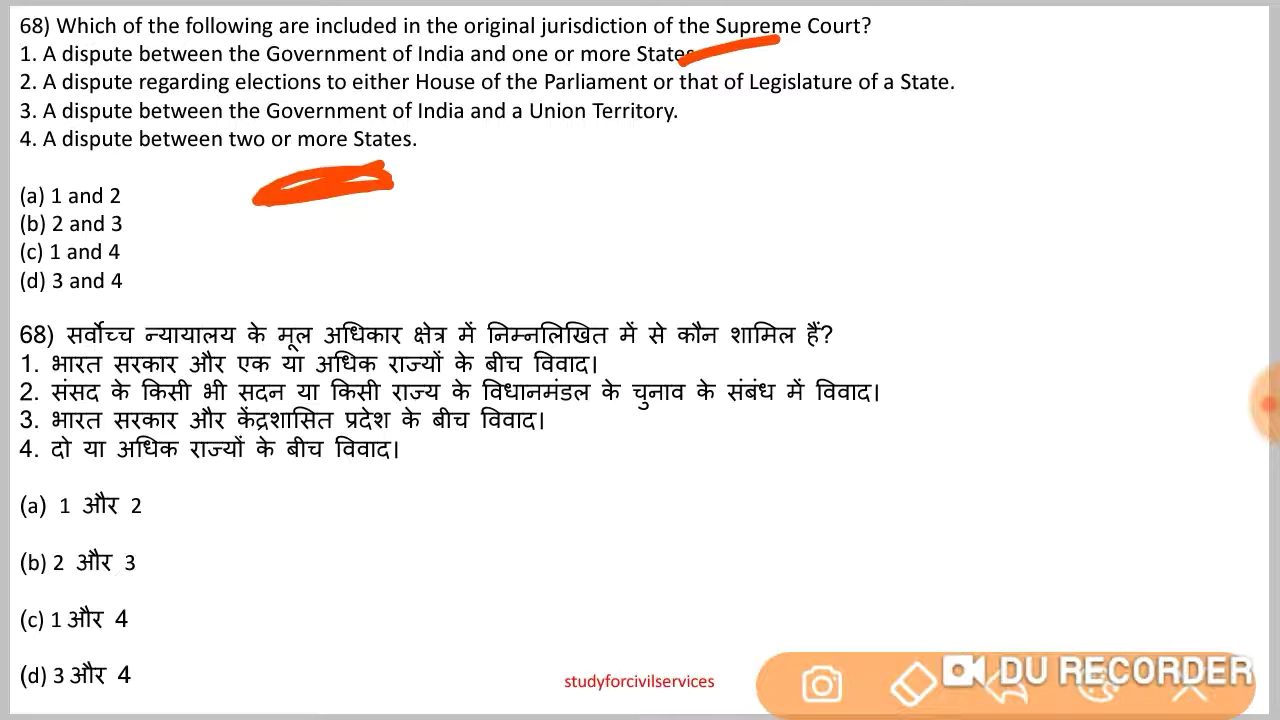 68) Which of the following are included in the original jurisdiction of the Supreme Court?
1. A dispute between the Government of India and one or more States
2. A dispute regarding elections to either House of the Parliament or that of Legislature of a State.
3. A dispute between the Government of India and a Union Territory.
4. A dispute between two or more States.
(a) 1 and 2
(b) 2 and 3
(c) 1 and 4
(d) 3 and 4
68) सर्वोच्च न्यायालय के मूल अधिकार क्षेत्र में निम्नलिखित में से कौन शामिल हैं?
1. भारत सरकार और एक या अधिक राज्यों के बीच विवाद।
2. संसद के किसी भी सदन या किसी राज्य के विधानमंडल के चुनाव के संबंध में विवाद।
3. भारत सरकार और केंद्रशासित प्रदेश के बीच विवाद।
4. दो या अधिक राज्यों के बीच विवाद।
(a) 1 और 2
(b) 2 और 3
(c) 1 और 4
(d) 3 और 4
studyforcivilservices
DU RECORDER